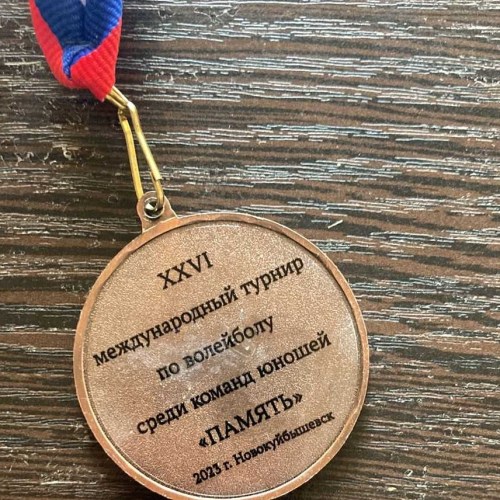 XXVI
международный турнир
по волейболу
среди команд юношей
«ПАМЯТЬ»
2023 г. Новокуйбышевск